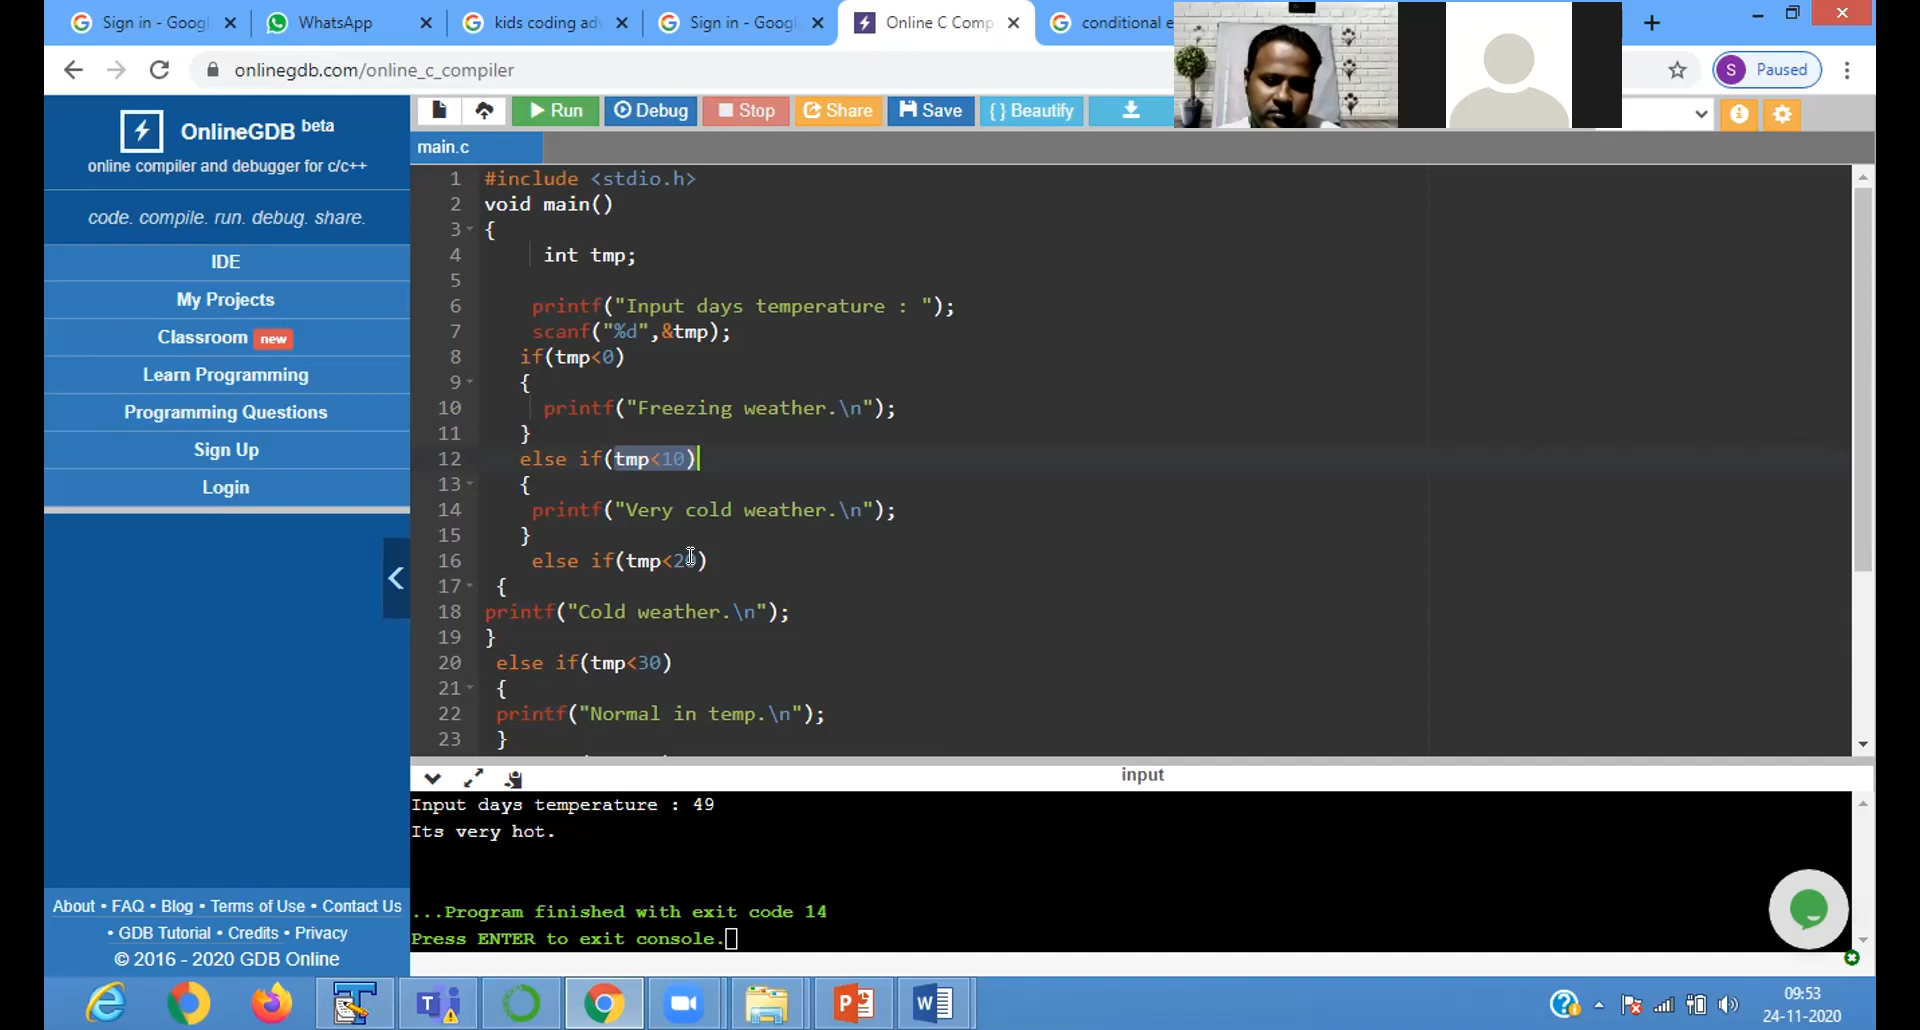 Sign in - Googl
WhatsApp
kids coding adv
Sign in - Googl
Online C Comp
conditional e
onlinegdb.com/online_c_compiler
S Paused
OnlineGDB beta
online compiler and debugger for c/c++
code. compile. run. debug. share.
IDE
My Projects
Classroom new
Learn Programming
Programming Questions
Sign Up
Login
About • FAQ • Blog • Terms of Use • Contact Us
• GDB Tutorial • Credits • Privacy
© 2016 - 2020 GDB Online
Run Debug Stop Share Save { } Beautify
main.c
1 #include <stdio.h>
2 void main()
3 {
4 int tmp;
5
6 printf("Input days temperature : ");
7 scanf("%d",&tmp);
8 if(tmp<0)
9 {
10 printf("Freezing weather.\n");
11 }
12 else if(tmp<10)
13 {
14 printf("Very cold weather.\n");
15 }
16 else if(tmp<20)
17 {
18 printf("Cold weather.\n");
19 }
20 else if(tmp<30)
21 {
22 printf("Normal in temp.\n");
23 }
input
Input days temperature : 49
Its very hot.
...Program finished with exit code 14
Press ENTER to exit console.
09:53
24-11-2020